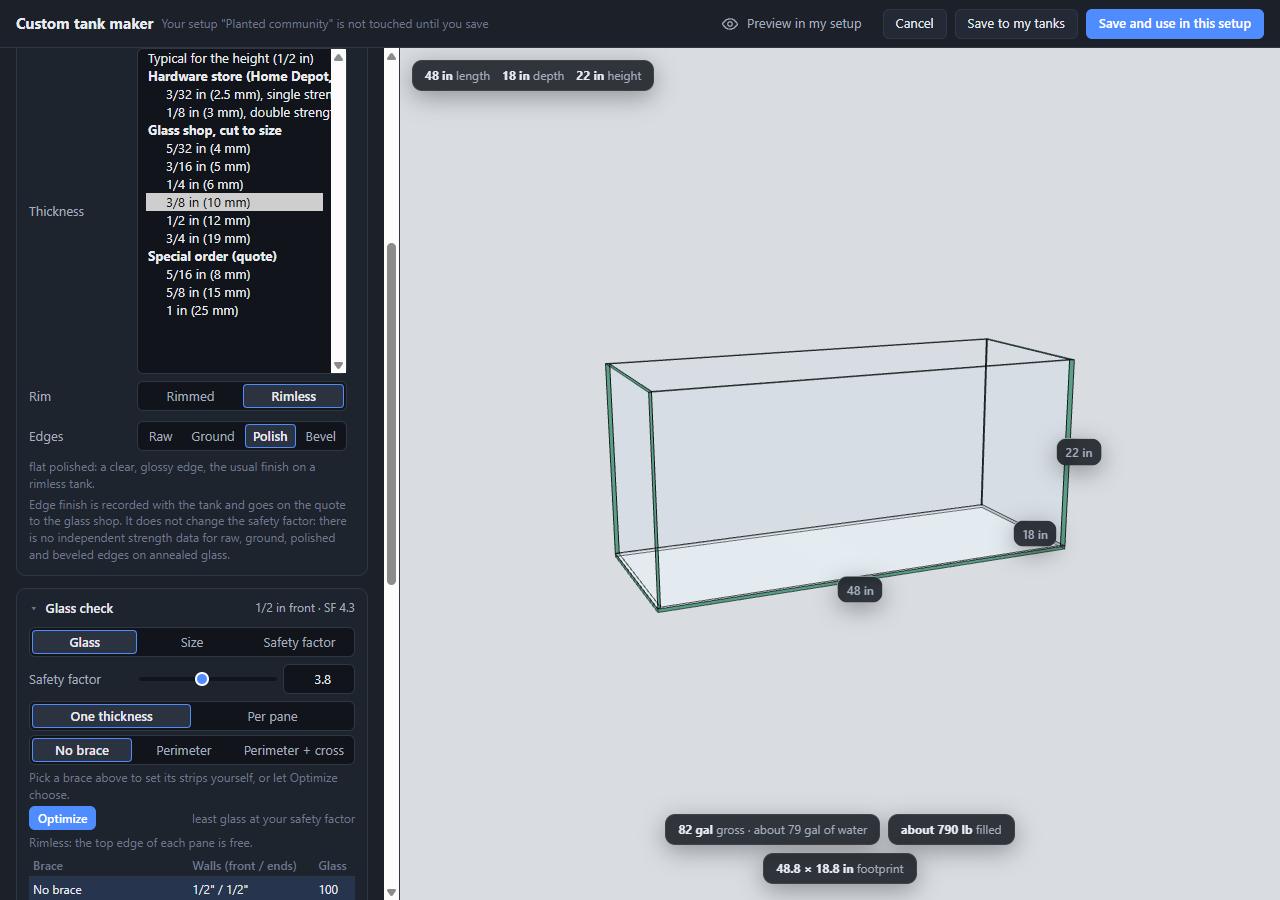 Custom tank maker Your setup "Planted community" is not touched until you save Preview in my setup Cancel Save to my tanks Save and use in this setup
Typical for the height (1/2 in)
Hardware store (Home Depot,
3/32 in (2.5 mm), single stren
1/8 in (3 mm), double streng
Glass shop, cut to size
5/32 in (4 mm)
3/16 in (5 mm)
1/4 in (6 mm)
Thickness
3/8 in (10 mm)
1/2 in (12 mm)
3/4 in (19 mm)
Special order (quote)
5/16 in (8 mm)
5/8 in (15 mm)
1 in (25 mm)
Rim Rimmed Rimless
Edges Raw Ground Polish Bevel
flat polished: a clear, glossy edge, the usual finish on a
rimless tank.
Edge finish is recorded with the tank and goes on the quote
to the glass shop. It does not change the safety factor: there
is no independent strength data for raw, ground, polished
and beveled edges on annealed glass.
Glass check 1/2 in front · SF 4.3
Glass Size Safety factor
Safety factor 3.8
One thickness Per pane
No brace Perimeter Perimeter + cross
Pick a brace above to set its strips yourself, or let Optimize
choose.
Optimize least glass at your safety factor
Rimless: the top edge of each pane is free.
Brace Walls (front / ends) Glass
No brace 1/2" / 1/2" 100
48 in length 18 in depth 22 in height
22 in
18 in
48 in
82 gal gross · about 79 gal of water about 790 lb filled
48.8 × 18.8 in footprint